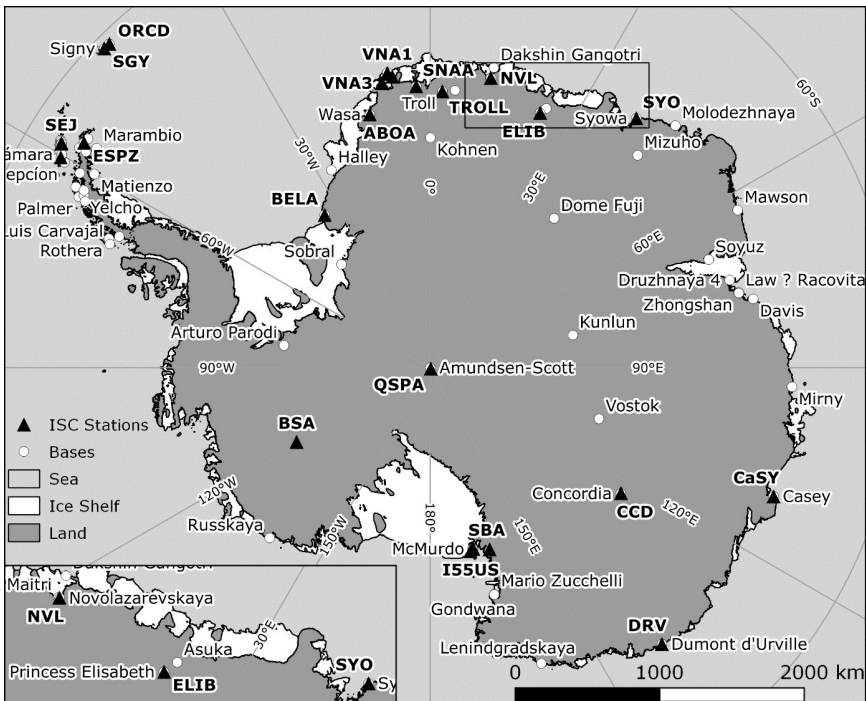 ORCD
Signy
SGY
VNA1
SNAA
Dakshin Gangotri
VNA3
NVL
Troll
TROLL
60°S
Wasa
ABOA
ELIB
Syowa
SYO
Molodezhnaya
SEJ
Marambio
ámara
ESPZ
30°W
Halley
Kohnen
Mizuho
epcíon
Matienzo
0°
30°E
Mawson
Palmer
Yelcho
BELA
Dome Fuji
Luis Carvajal
Rothera
60°W
Sobral
60°E
Soyuz
Druzhnaya 4
Law ? Racovita
Zhongshan
Davis
Arturo Parodi
Kunlun
90°W
QSPA
Amundsen-Scott
90°E
Mirny
BSA
Vostok
ISC Stations
Bases
Sea
Ice Shelf
Land
120°W
Concordia
CCD
CaSY
Casey
120°E
Russkaya
150°W
180°
SBA
150°E
McMurdo
I55US
Mario Zucchelli
Gondwana
DRV
Lenindgradskaya
Dumont d'Urville
Dakshin Gangotri
Maitri
Novolazarevskaya
NVL
30°E
Asuka
Princess Elisabeth
ELIB
SYO
Sy
0 1000 2000 km